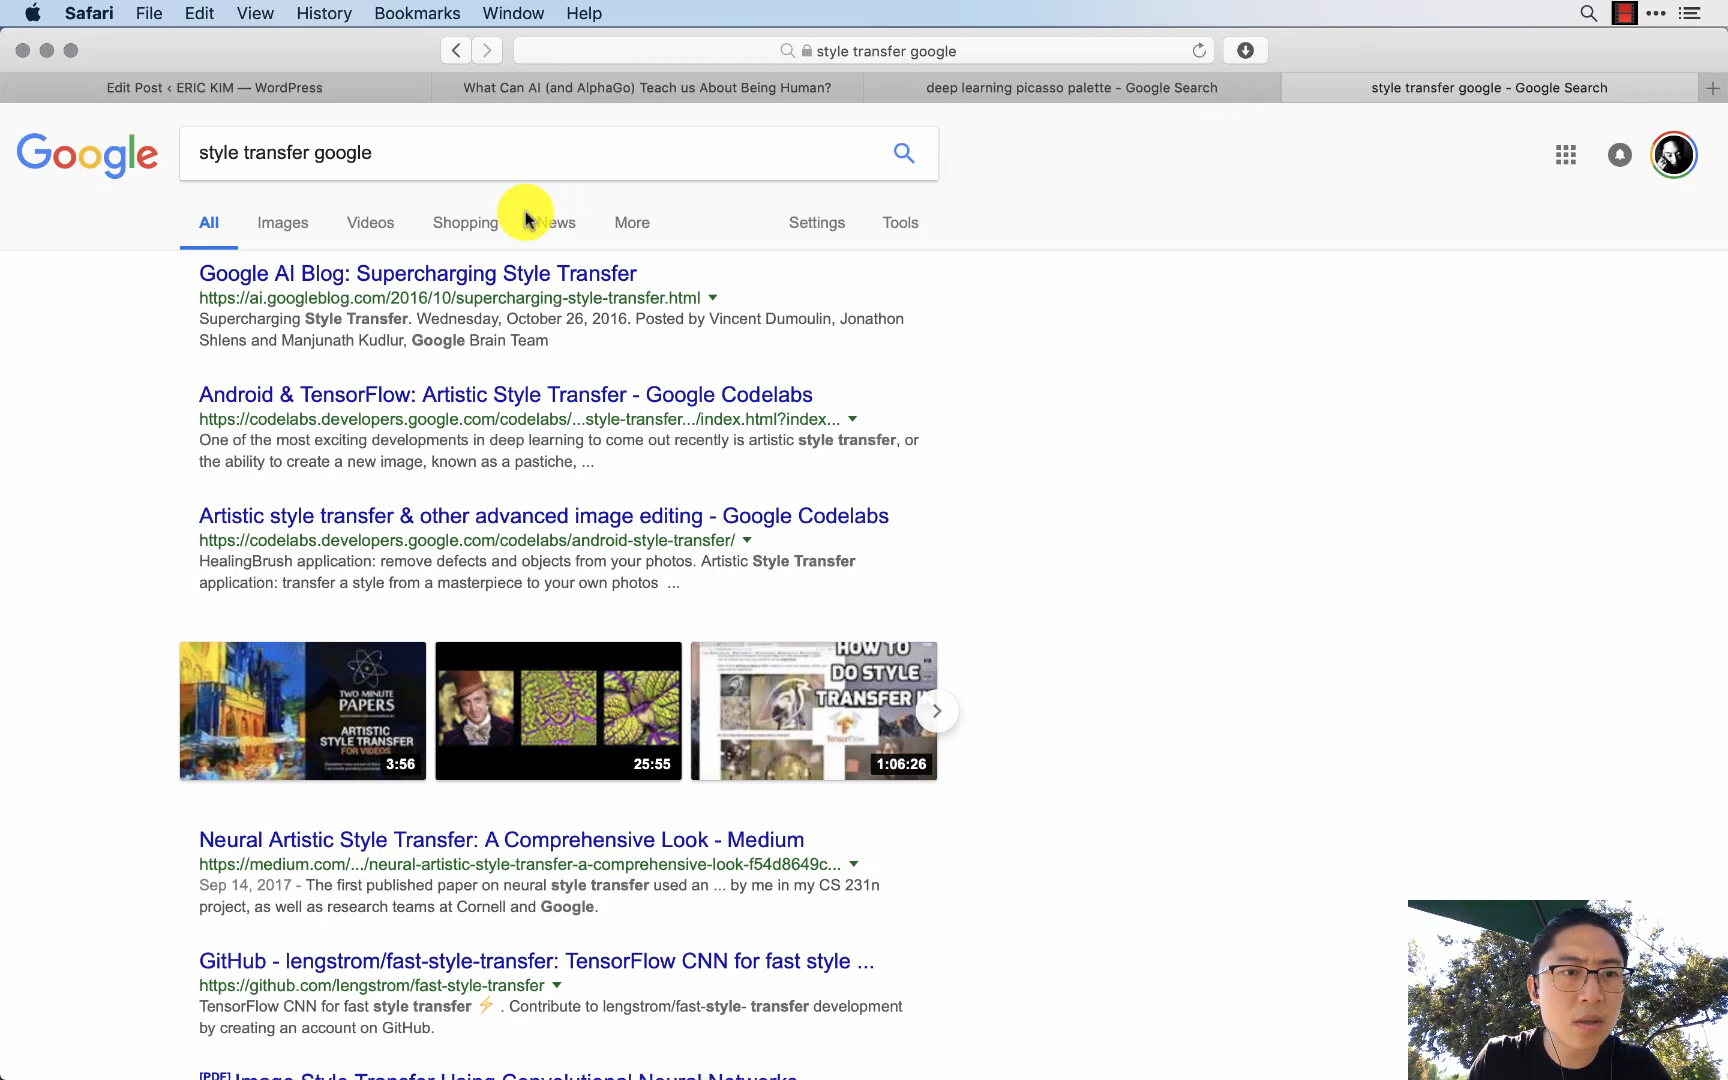 Safari File Edit View History Bookmarks Window Help
style transfer google
Edit Post ‹ ERIC KIM — WordPress
What Can AI (and AlphaGo) Teach us About Being Human?
deep learning picasso palette - Google Search
style transfer google - Google Search
Google
style transfer google
All Images Videos Shopping News More Settings Tools
Google AI Blog: Supercharging Style Transfer
https://ai.googleblog.com/2016/10/supercharging-style-transfer.html
Supercharging Style Transfer. Wednesday, October 26, 2016. Posted by Vincent Dumoulin, Jonathon
Shlens and Manjunath Kudlur, Google Brain Team
Android & TensorFlow: Artistic Style Transfer - Google Codelabs
https://codelabs.developers.google.com/codelabs/...style-transfer.../index.html?index...
One of the most exciting developments in deep learning to come out recently is artistic style transfer, or
the ability to create a new image, known as a pastiche, ...
Artistic style transfer & other advanced image editing - Google Codelabs
https://codelabs.developers.google.com/codelabs/android-style-transfer/
HealingBrush application: remove defects and objects from your photos. Artistic Style Transfer
application: transfer a style from a masterpiece to your own photos ...
TWO MINUTE
PAPERS
ARTISTIC
STYLE TRANSFER
FOR VIDEOS
3:56
25:55
HOW TO
DO STYLE
TRANSFER
TensorFlow
1:06:26
Neural Artistic Style Transfer: A Comprehensive Look - Medium
https://medium.com/.../neural-artistic-style-transfer-a-comprehensive-look-f54d8649c...
Sep 14, 2017 - The first published paper on neural style transfer used an ... by me in my CS 231n
project, as well as research teams at Cornell and Google.
GitHub - lengstrom/fast-style-transfer: TensorFlow CNN for fast style ...
https://github.com/lengstrom/fast-style-transfer
TensorFlow CNN for fast style transfer ⚡ . Contribute to lengstrom/fast-style- transfer development
by creating an account on GitHub.
[PDF] Image Style Transfer Using Convolutional Neural Networks